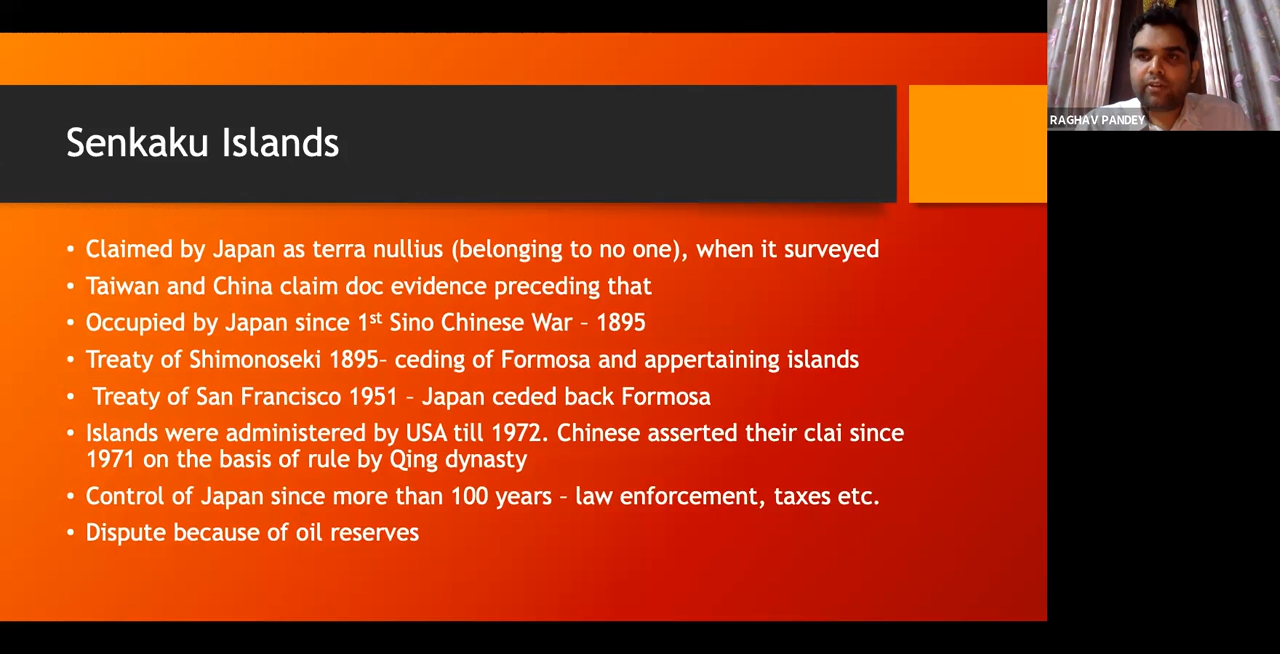 Senkaku Islands
• Claimed by Japan as terra nullius (belonging to no one), when it surveyed
• Taiwan and China claim doc evidence preceding that
• Occupied by Japan since 1st Sino Chinese War – 1895
• Treaty of Shimonoseki 1895– ceding of Formosa and appertaining islands
• Treaty of San Francisco 1951 – Japan ceded back Formosa
• Islands were administered by USA till 1972. Chinese asserted their clai since
1971 on the basis of rule by Qing dynasty
• Control of Japan since more than 100 years – law enforcement, taxes etc.
• Dispute because of oil reserves
RAGHAV PANDEY